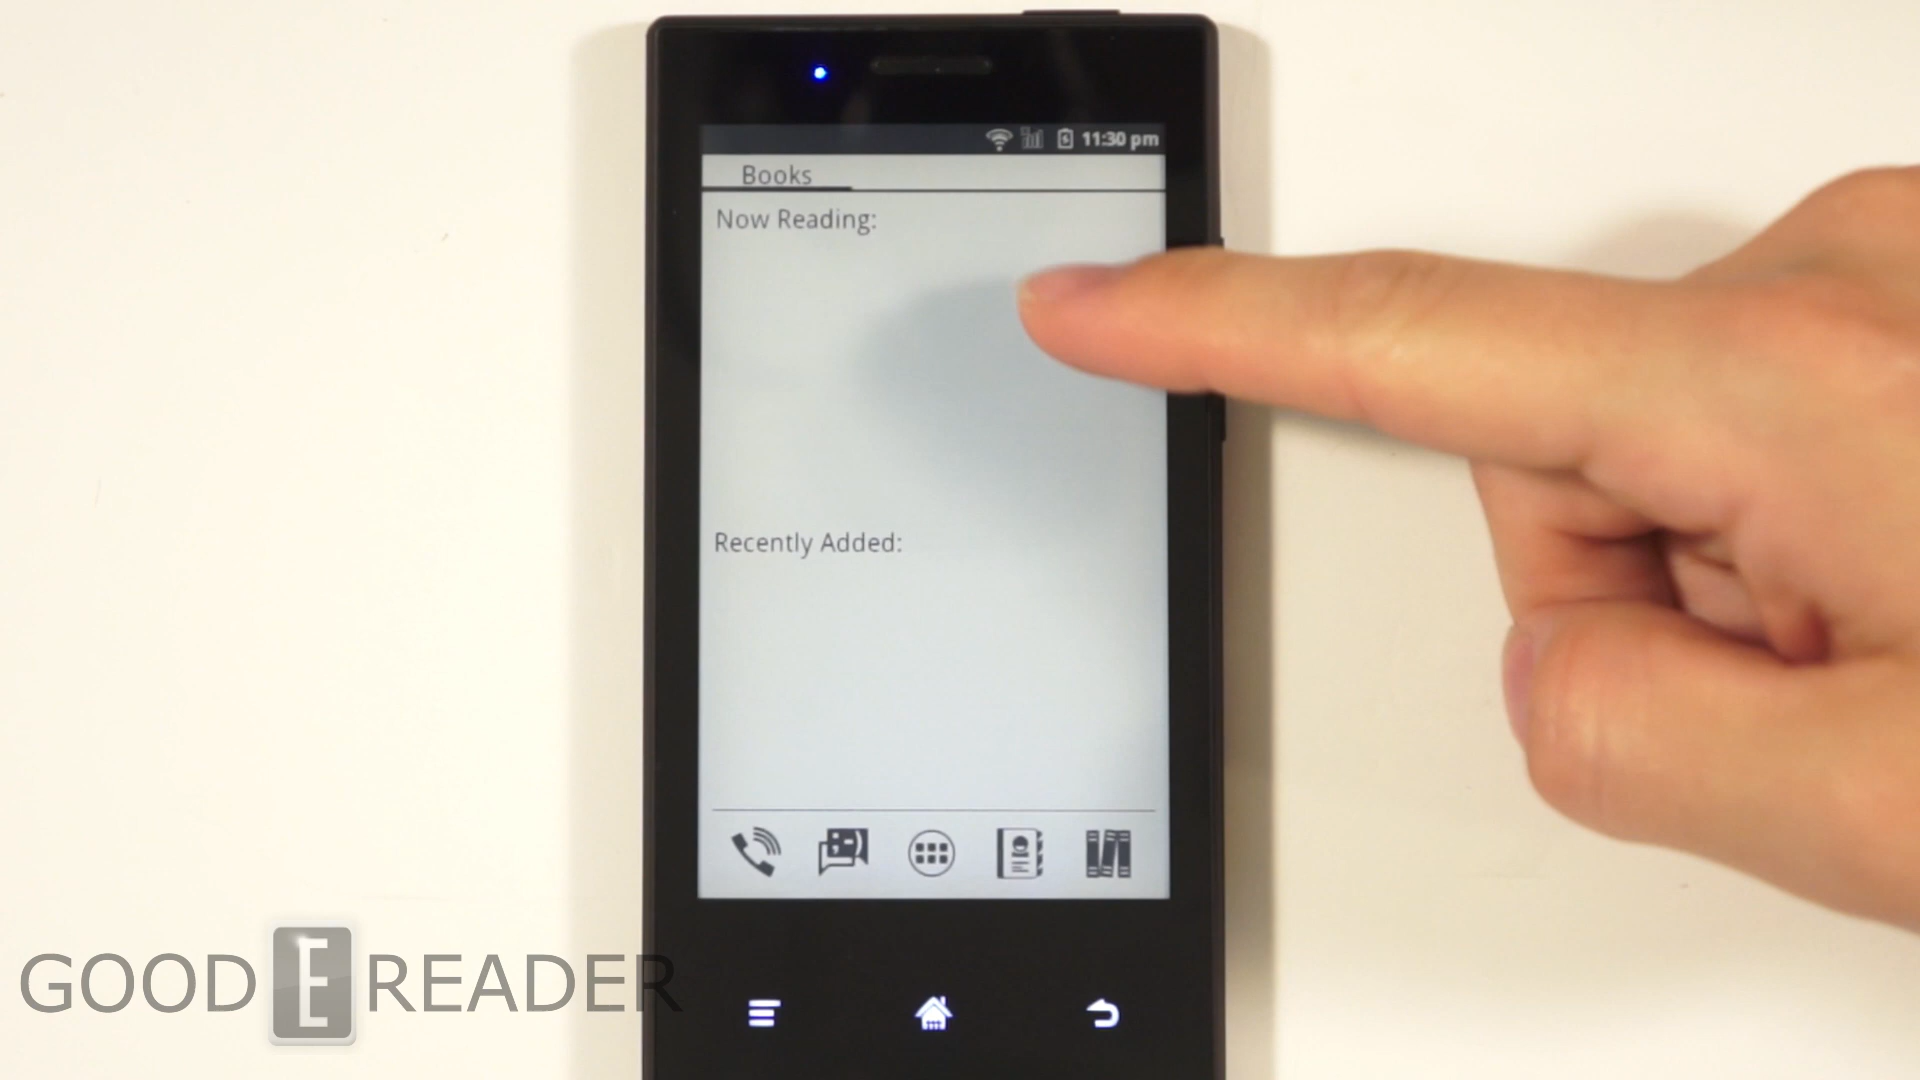 11:30 pm
Books
Now Reading:
Recently Added:
GOOD E READER